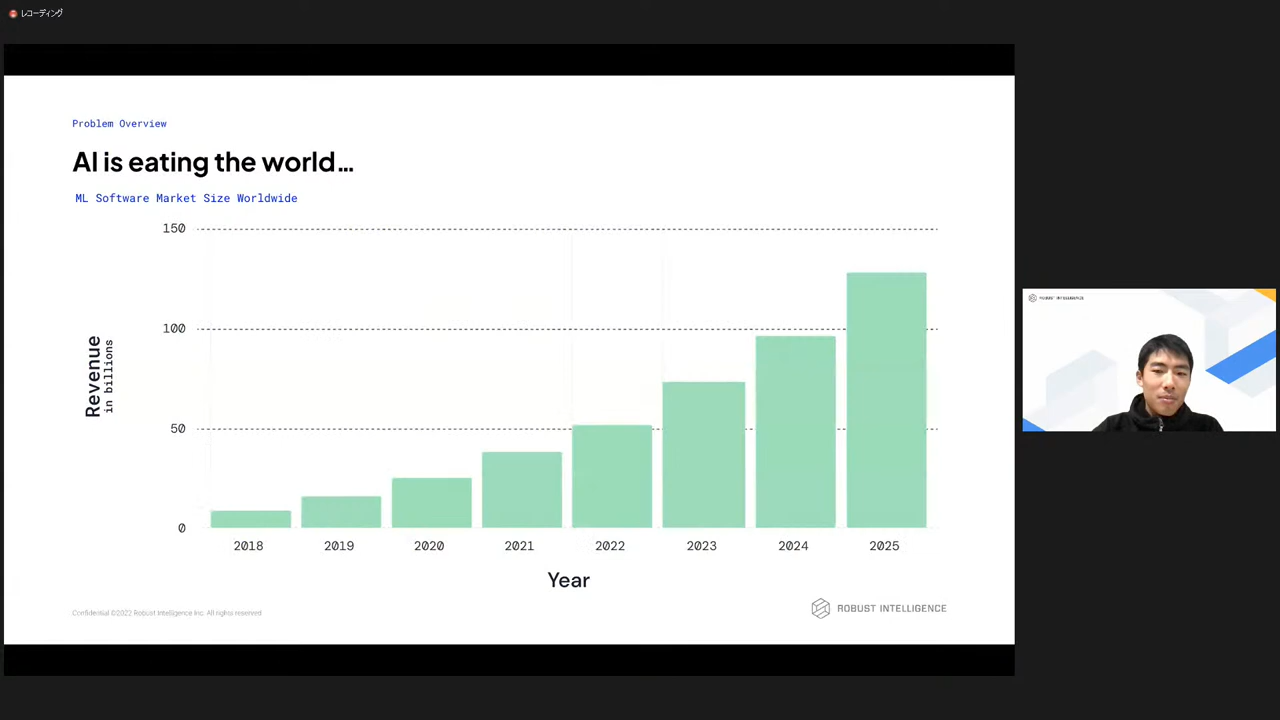 レコーディング
Problem Overview
AI is eating the world...
ML Software Market Size Worldwide
150
100
50
0
Revenue
in billions
2018 2019 2020 2021 2022 2023 2024 2025
Year
Confidential ©2022 Robust Intelligence Inc. All rights reserved
ROBUST INTELLIGENCE
ROBUST INTELLIGENCE